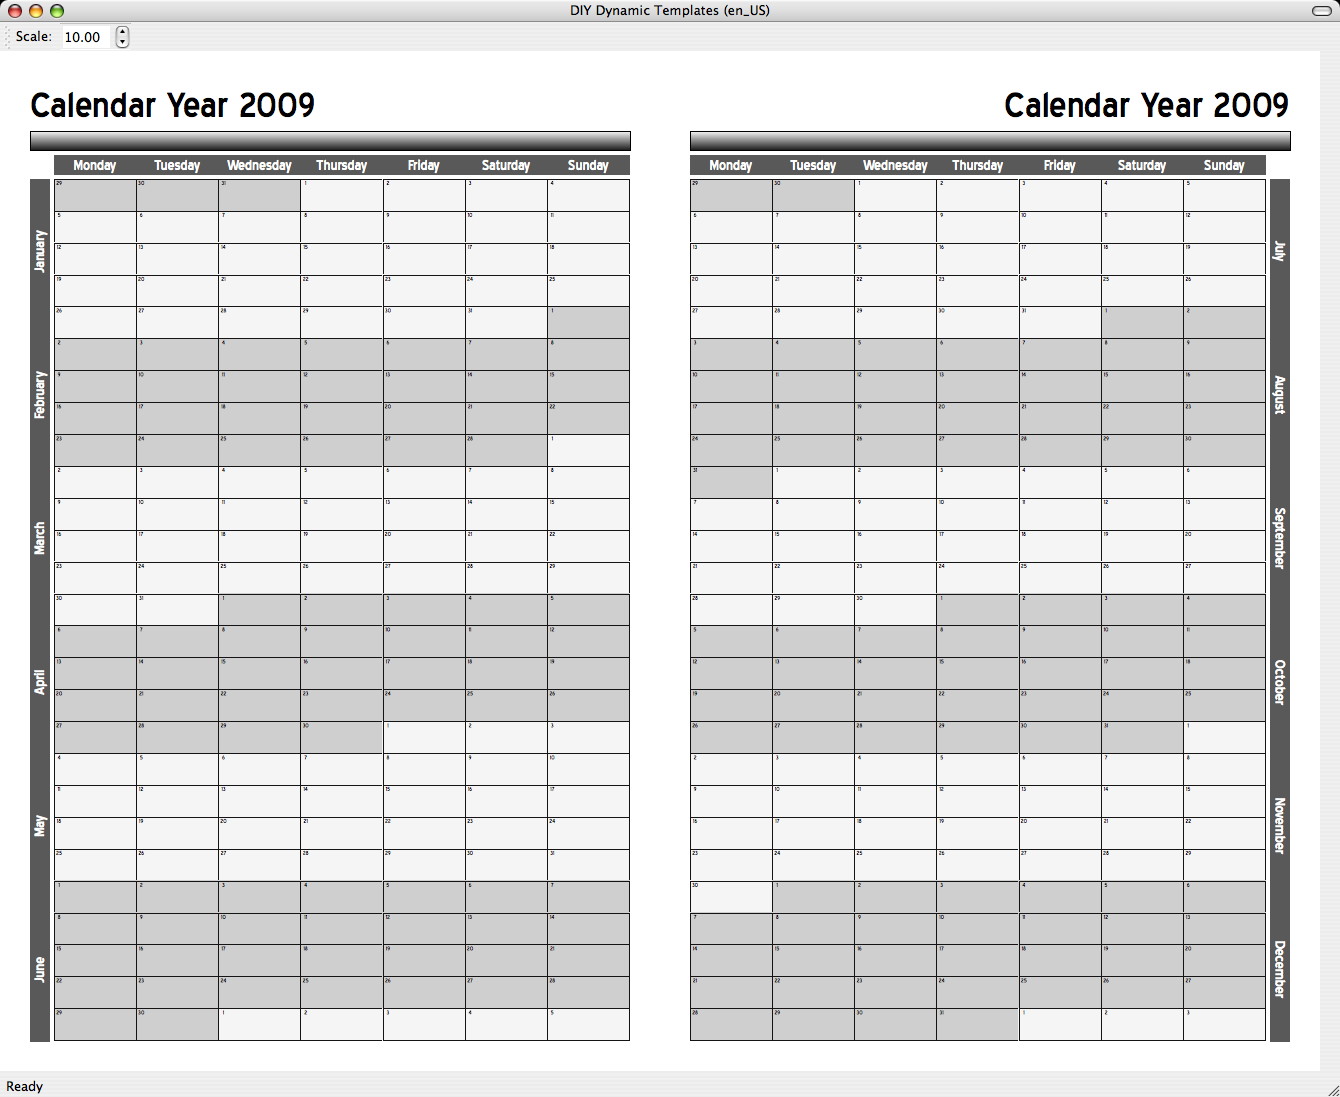 DIY Dynamic Templates (en_US)
Scale: 10.00
Calendar Year 2009
Monday Tuesday Wednesday Thursday Friday Saturday Sunday
January
29 30 31 1 2 3 4
5 6 7 8 9 10 11
12 13 14 15 16 17 18
19 20 21 22 23 24 25
26 27 28 29 30 31 1
February
2 3 4 5 6 7 8
9 10 11 12 13 14 15
16 17 18 19 20 21 22
23 24 25 26 27 28 1
March
2 3 4 5 6 7 8
9 10 11 12 13 14 15
16 17 18 19 20 21 22
23 24 25 26 27 28 29
30 31 1 2 3 4 5
April
6 7 8 9 10 11 12
13 14 15 16 17 18 19
20 21 22 23 24 25 26
27 28 29 30 1 2 3
May
4 5 6 7 8 9 10
11 12 13 14 15 16 17
18 19 20 21 22 23 24
25 26 27 28 29 30 31
June
1 2 3 4 5 6 7
8 9 10 11 12 13 14
15 16 17 18 19 20 21
22 23 24 25 26 27 28
29 30 1 2 3 4 5
Calendar Year 2009
Monday Tuesday Wednesday Thursday Friday Saturday Sunday
July
29 30 1 2 3 4 5
6 7 8 9 10 11 12
13 14 15 16 17 18 19
20 21 22 23 24 25 26
27 28 29 30 31 1 2
August
3 4 5 6 7 8 9
10 11 12 13 14 15 16
17 18 19 20 21 22 23
24 25 26 27 28 29 30
31 1 2 3 4 5 6
September
7 8 9 10 11 12 13
14 15 16 17 18 19 20
21 22 23 24 25 26 27
28 29 30 1 2 3 4
October
5 6 7 8 9 10 11
12 13 14 15 16 17 18
19 20 21 22 23 24 25
26 27 28 29 30 31 1
November
2 3 4 5 6 7 8
9 10 11 12 13 14 15
16 17 18 19 20 21 22
23 24 25 26 27 28 29
30 1 2 3 4 5 6
December
7 8 9 10 11 12 13
14 15 16 17 18 19 20
21 22 23 24 25 26 27
28 29 30 31 1 2 3
Ready